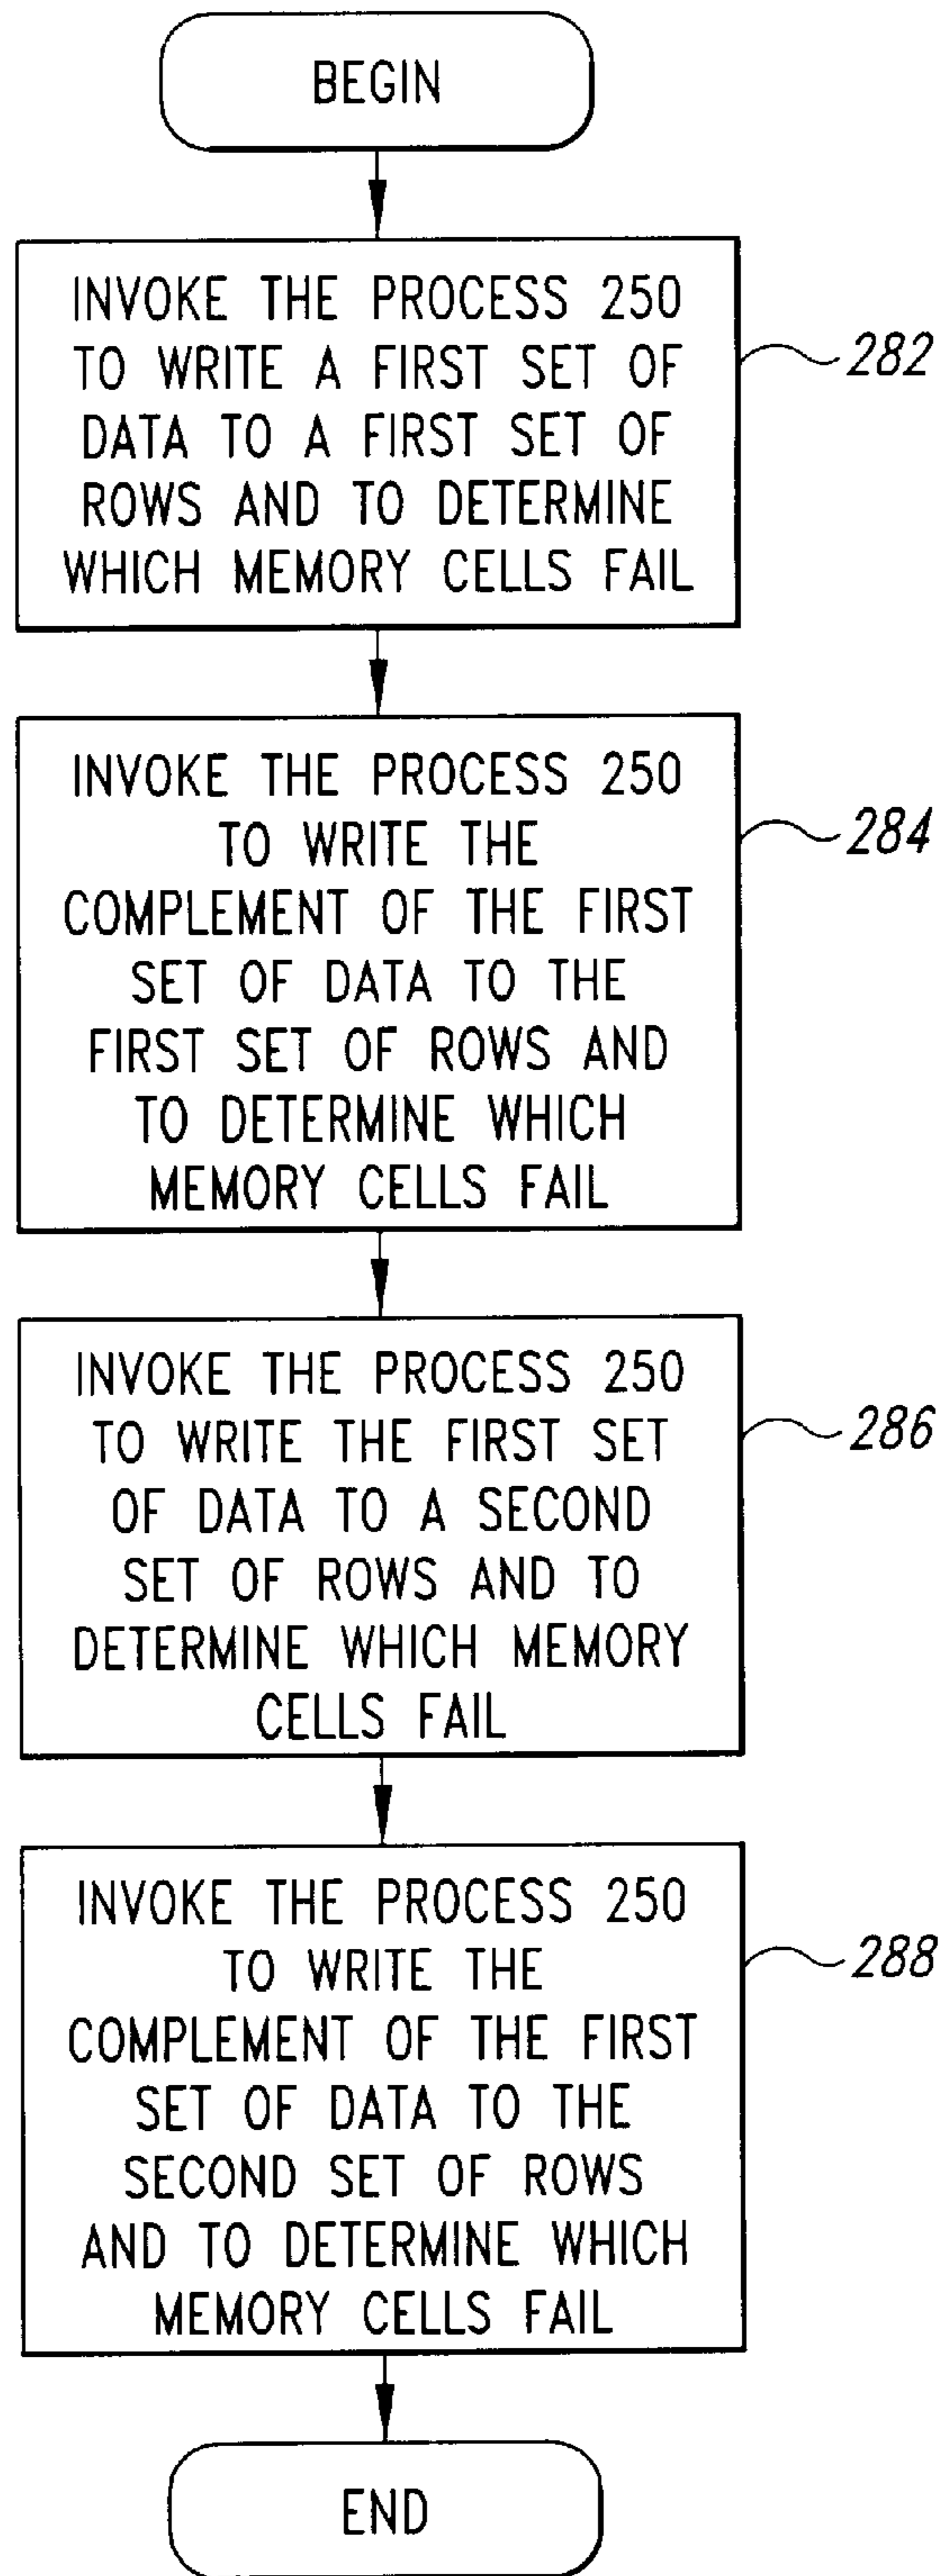 BEGIN
INVOKE THE PROCESS 250
TO WRITE A FIRST SET OF
DATA TO A FIRST SET OF
ROWS AND TO DETERMINE
WHICH MEMORY CELLS FAIL
282
INVOKE THE PROCESS 250
TO WRITE THE
COMPLEMENT OF THE FIRST
SET OF DATA TO THE
FIRST SET OF ROWS AND
TO DETERMINE WHICH
MEMORY CELLS FAIL
284
INVOKE THE PROCESS 250
TO WRITE THE FIRST SET
OF DATA TO A SECOND
SET OF ROWS AND TO
DETERMINE WHICH MEMORY
CELLS FAIL
286
INVOKE THE PROCESS 250
TO WRITE THE
COMPLEMENT OF THE FIRST
SET OF DATA TO THE
SECOND SET OF ROWS
AND TO DETERMINE WHICH
MEMORY CELLS FAIL
288
END